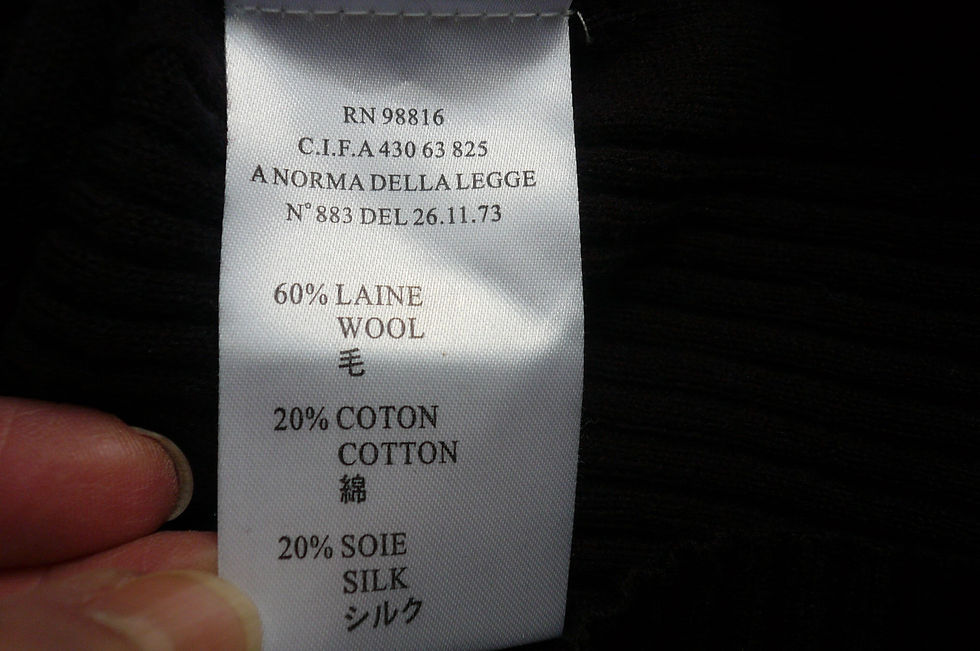 RN 98816
C.I.F.A 430 63 825
A NORMA DELLA LEGGE
N° 883 DEL 26.11.73
60% LAINE
WOOL
毛
20% COTON
COTTON
綿
20% SOIE
SILK
シルク